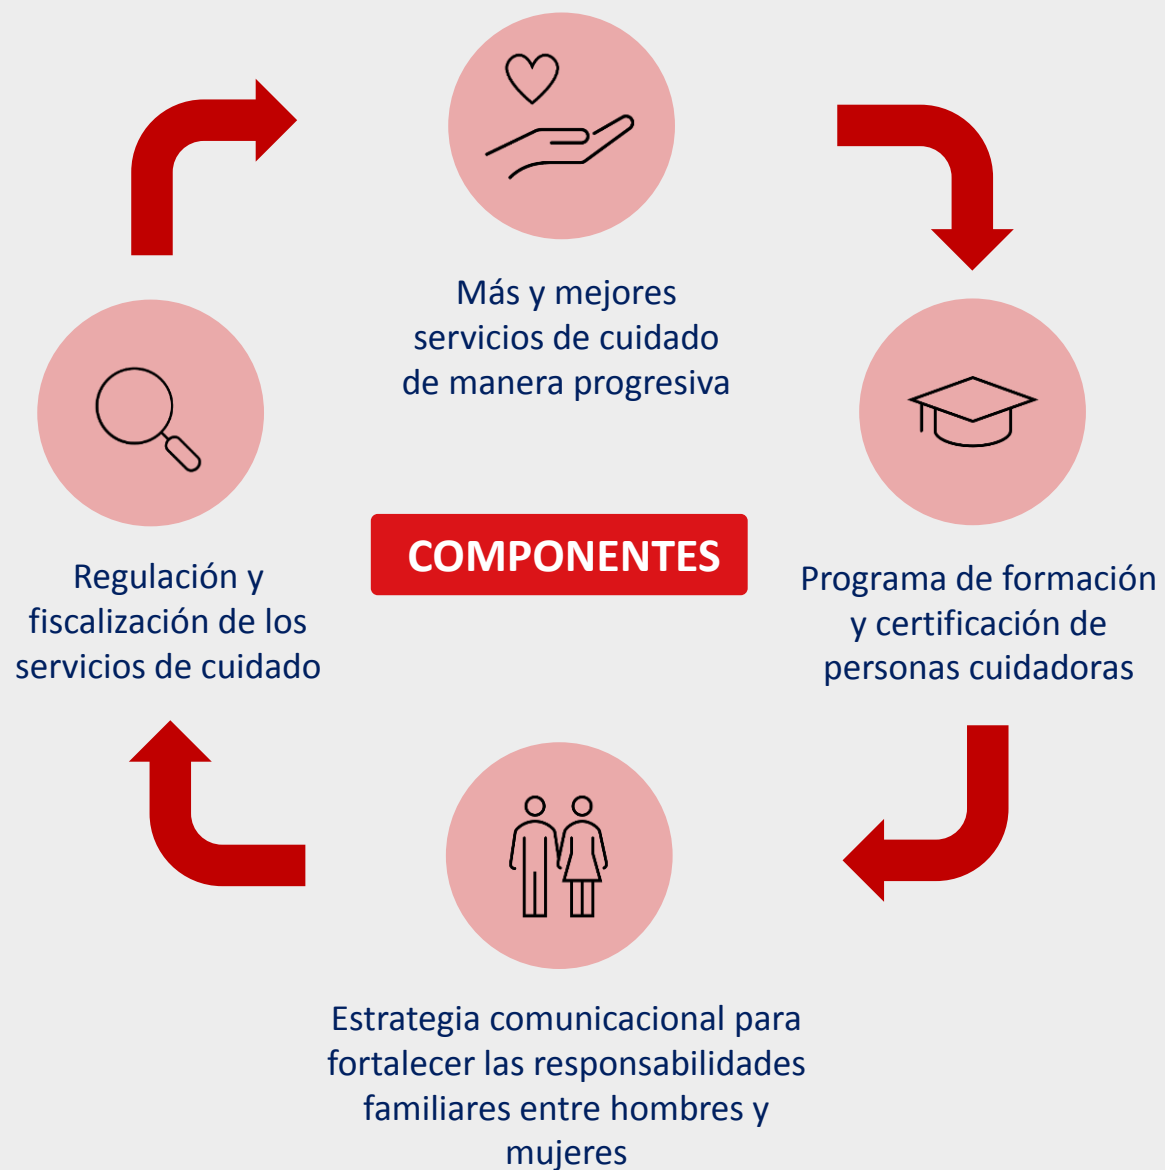 Más y mejores
servicios de cuidado
de manera progresiva
COMPONENTES
Regulación y
fiscalización de los
servicios de cuidado
Programa de formación
y certificación de
personas cuidadoras
Estrategia comunicacional para
fortalecer las responsabilidades
familiares entre hombres y
mujeres